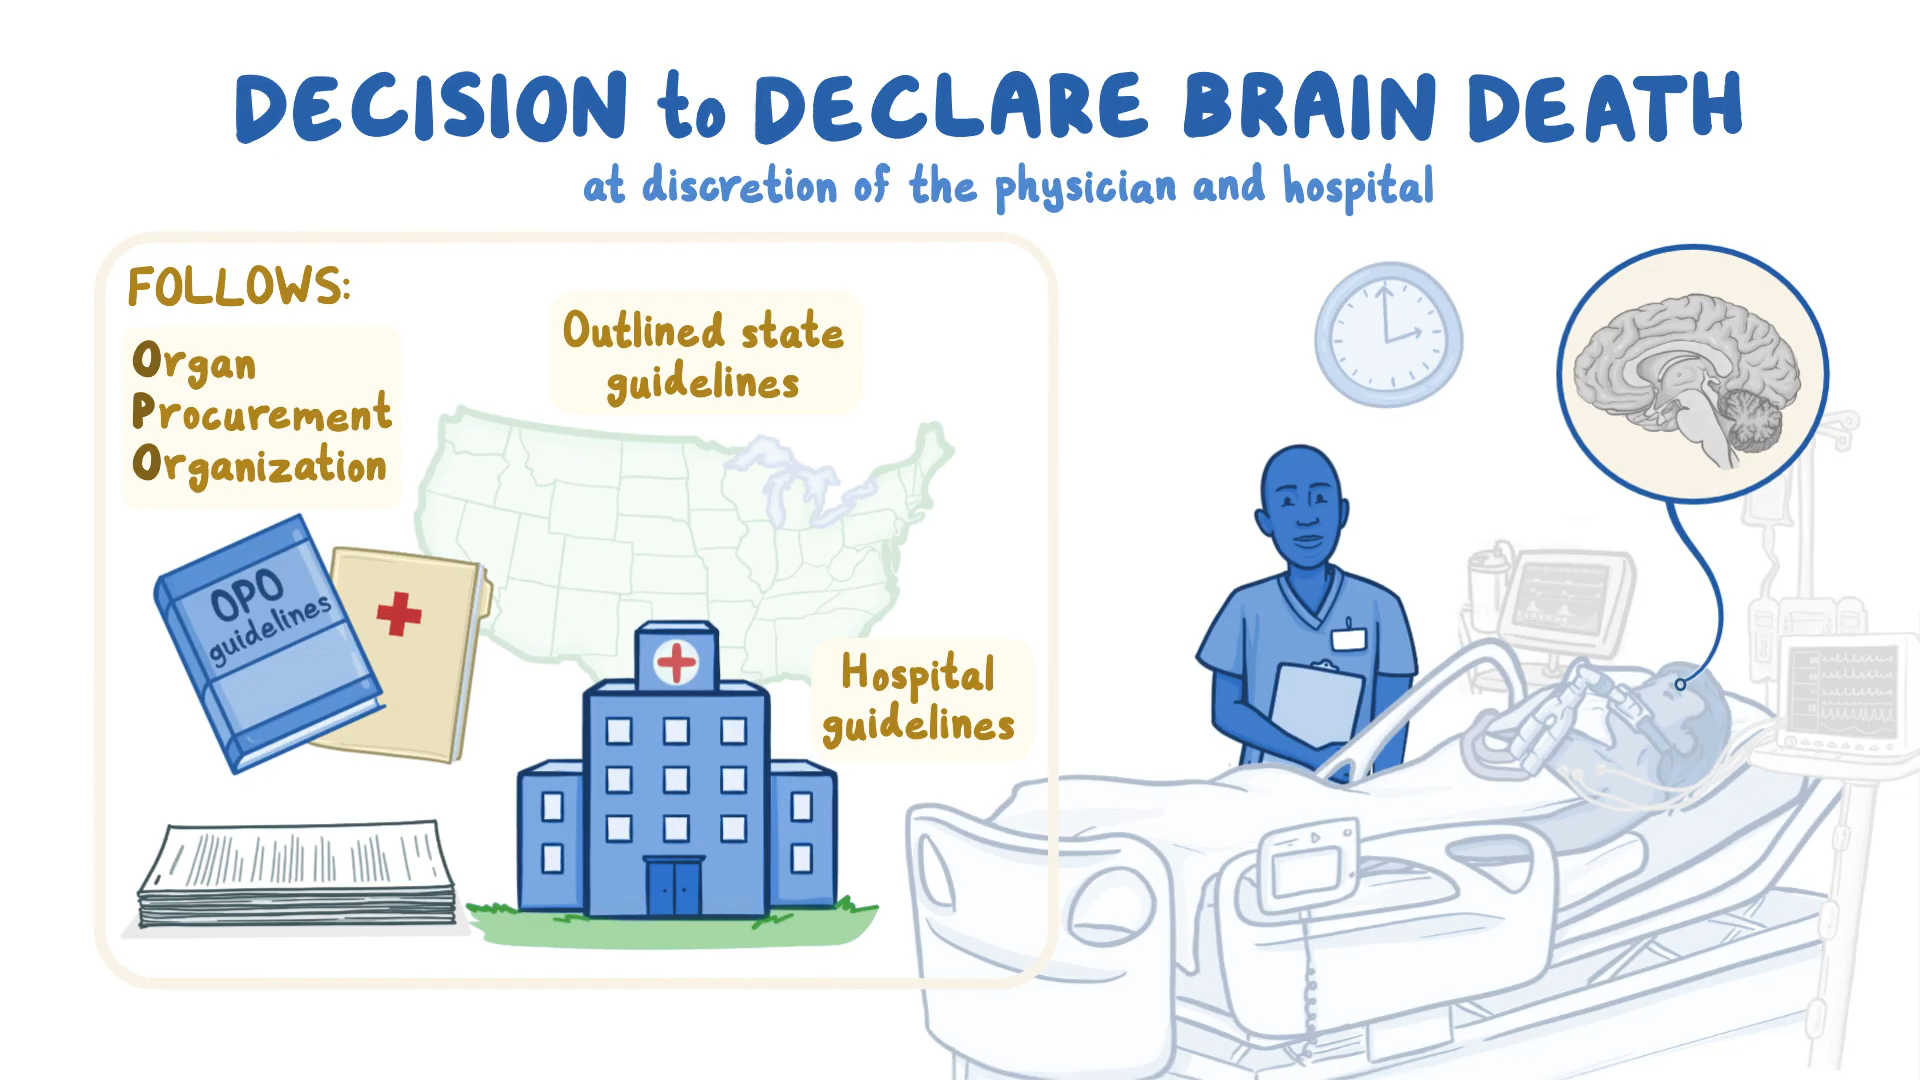 DECISION to DECLARE BRAIN DEATH
at discretion of the physician and hospital
FOLLOWS:
Organ
Procurement
Organization
Outlined state
guidelines
OPO
guidelines
Hospital
guidelines